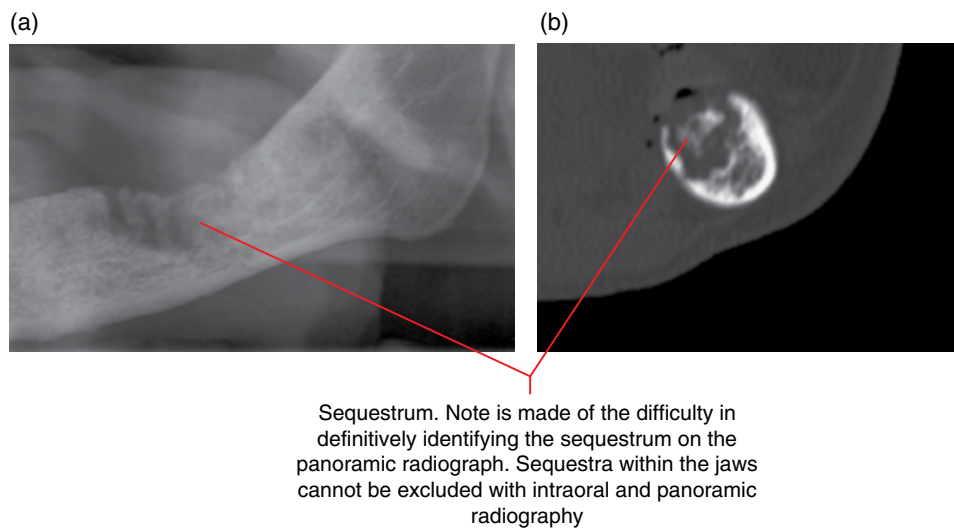 (a)
(b)
Sequestrum. Note is made of the difficulty in
definitively identifying the sequestrum on the
panoramic radiograph. Sequestra within the jaws
cannot be excluded with intraoral and panoramic
radiography